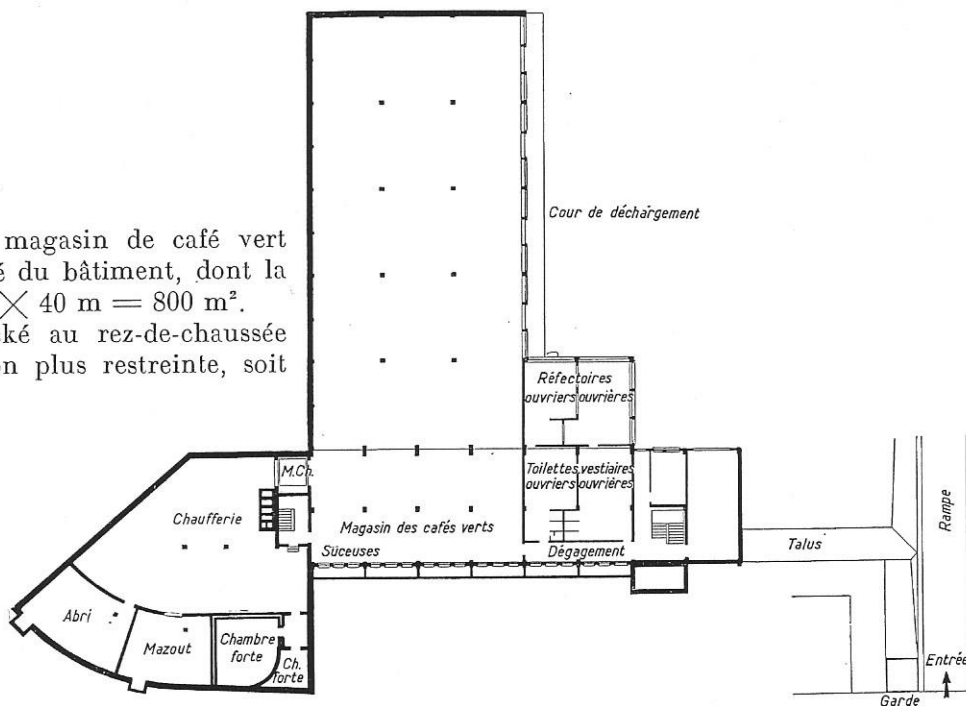 magasin de café vert
du bâtiment, dont la
× 40 m = 800 m².
ké au rez-de-chaussée
on plus restreinte, soit
Cour de déchargement
Réfectoires
ouvriers ouvrières
M.Ch.
Toilettes vestiaires
ouvriers ouvrières
Chaufferie
Magasin des cafés verts
Suceuses
Dégagement
Talus
Rampe
Abri
Mazout
Chambre
forte
Ch.
forte
Entrée
Garde